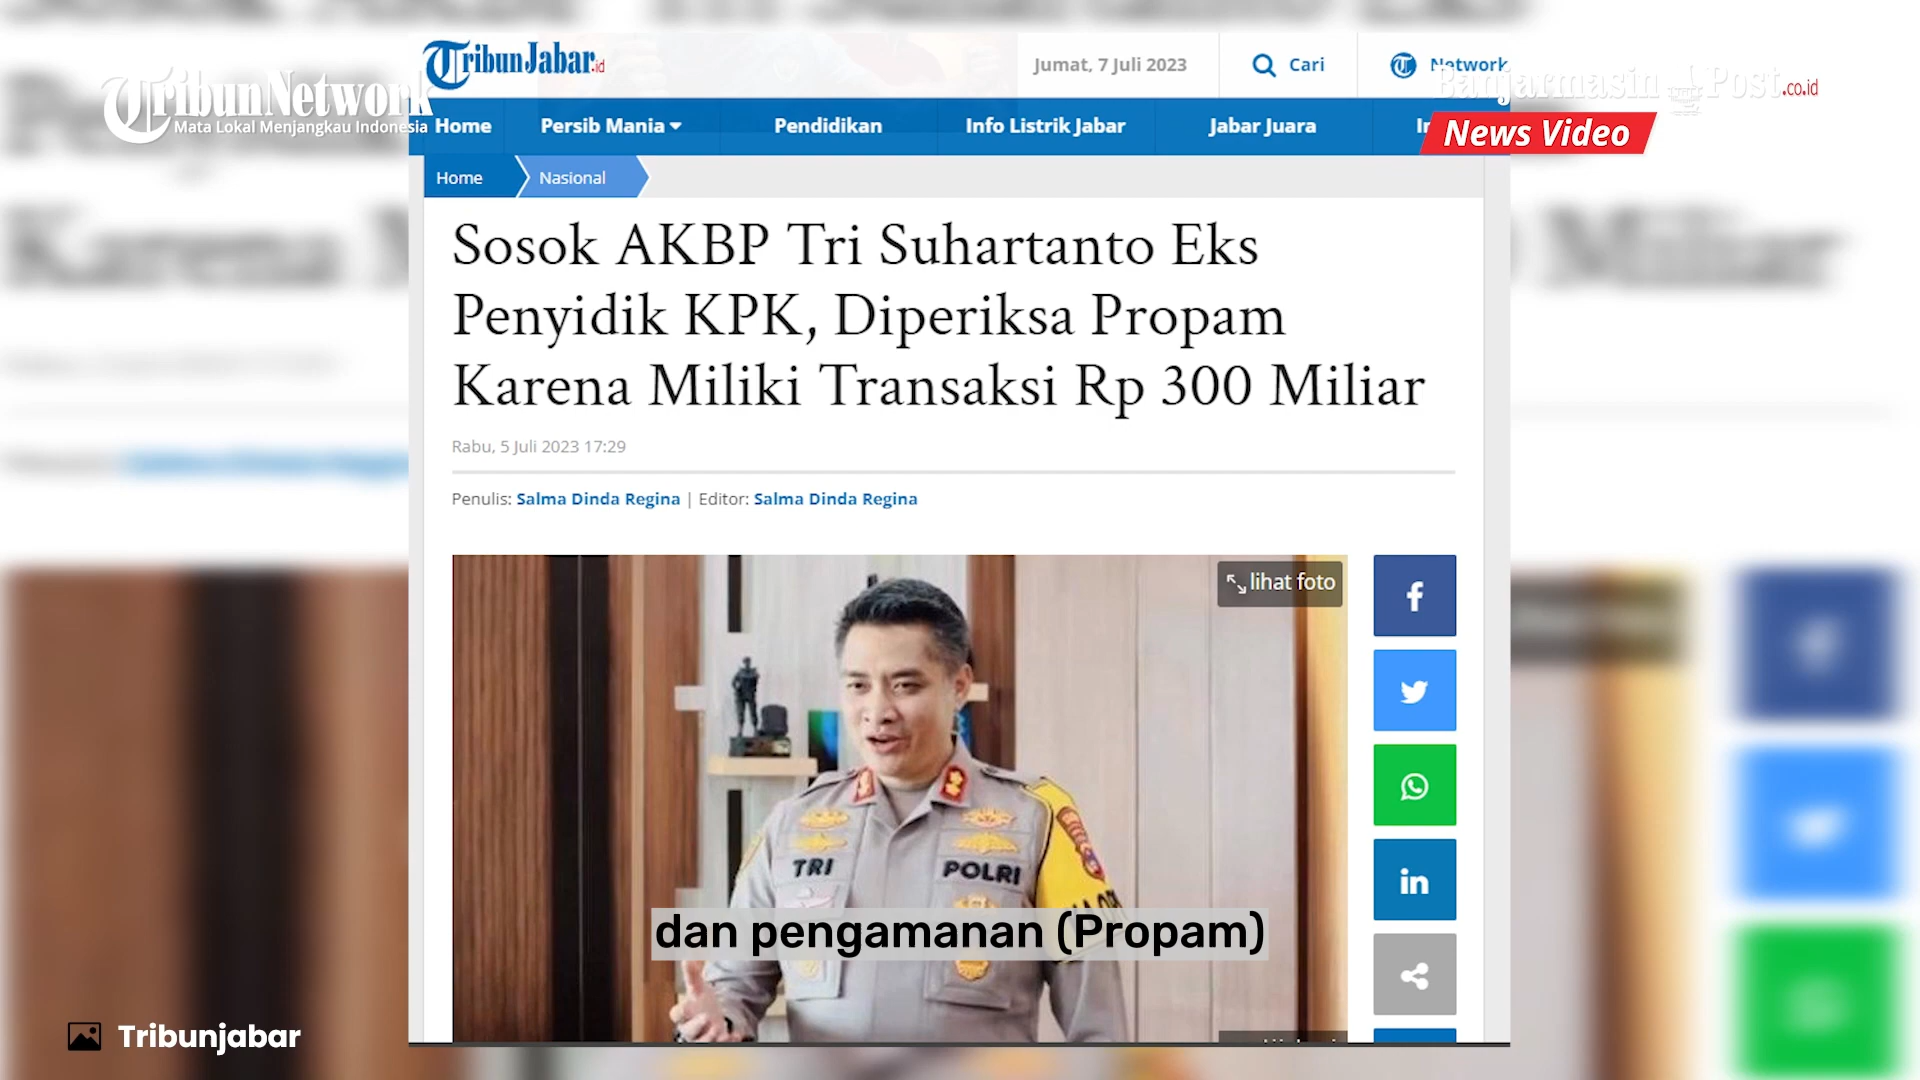 TribunJabar.id
Jumat, 7 Juli 2023
Cari
Network
TribunNetwork
Mata Lokal Menjangkau Indonesia
Banjarmasin Post.co.id
News Video
Home
Persib Mania
Pendidikan
Info Listrik Jabar
Jabar Juara
Home
Nasional
Sosok AKBP Tri Suhartanto Eks
Penyidik KPK, Diperiksa Propam
Karena Miliki Transaksi Rp 300 Miliar
Rabu, 5 Juli 2023 17:29
Penulis: Salma Dinda Regina | Editor: Salma Dinda Regina
lihat foto
TRI
POLRI
dan pengamanan (Propam)
Tribunjabar